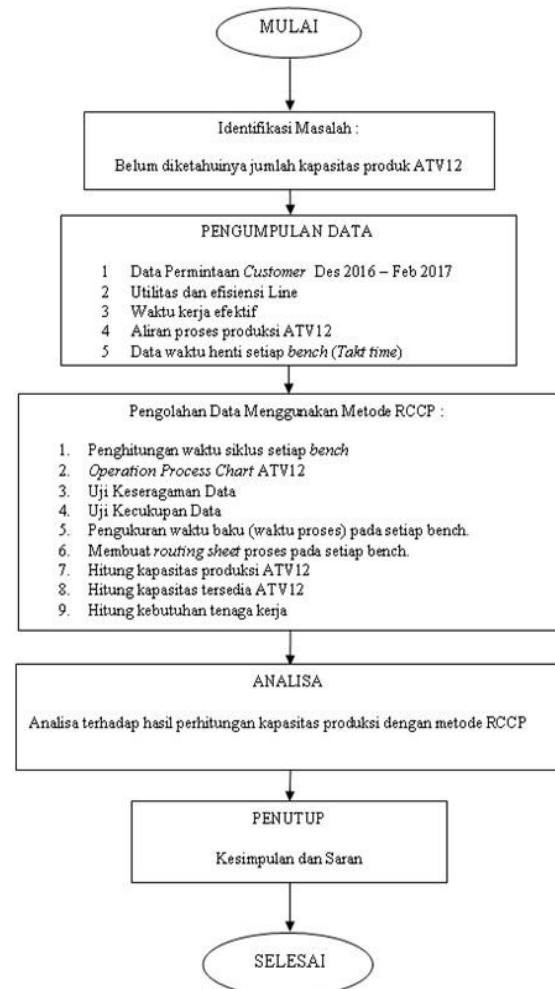 MULAI
Identifikasi Masalah :
Belum diketahuinya jumlah kapasitas produk ATV12
PENGUMPULAN DATA
1 Data Permintaan Customer Des 2016 – Feb 2017
2 Utilitas dan efisiensi Line
3 Waktu kerja efektif
4 Aliran proses produksi ATV12
5 Data waktu henti setiap bench (Takt time)
Pengolahan Data Menggunakan Metode RCCP :
1. Penghitungan waktu siklus setiap bench
2. Operation Process Chart ATV12
3. Uji Keseragaman Data
4. Uji Kecukupan Data
5. Pengukuran waktu baku (waktu proses) pada setiap bench.
6. Membuat routing sheet proses pada setiap bench.
7. Hitung kapasitas produksi ATV12
8. Hitung kapasitas tersedia ATV12
9. Hitung kebutuhan tenaga kerja
ANALISA
Analisa terhadap hasil perhitungan kapasitas produksi dengan metode RCCP
PENUTUP
Kesimpulan dan Saran
SELESAI